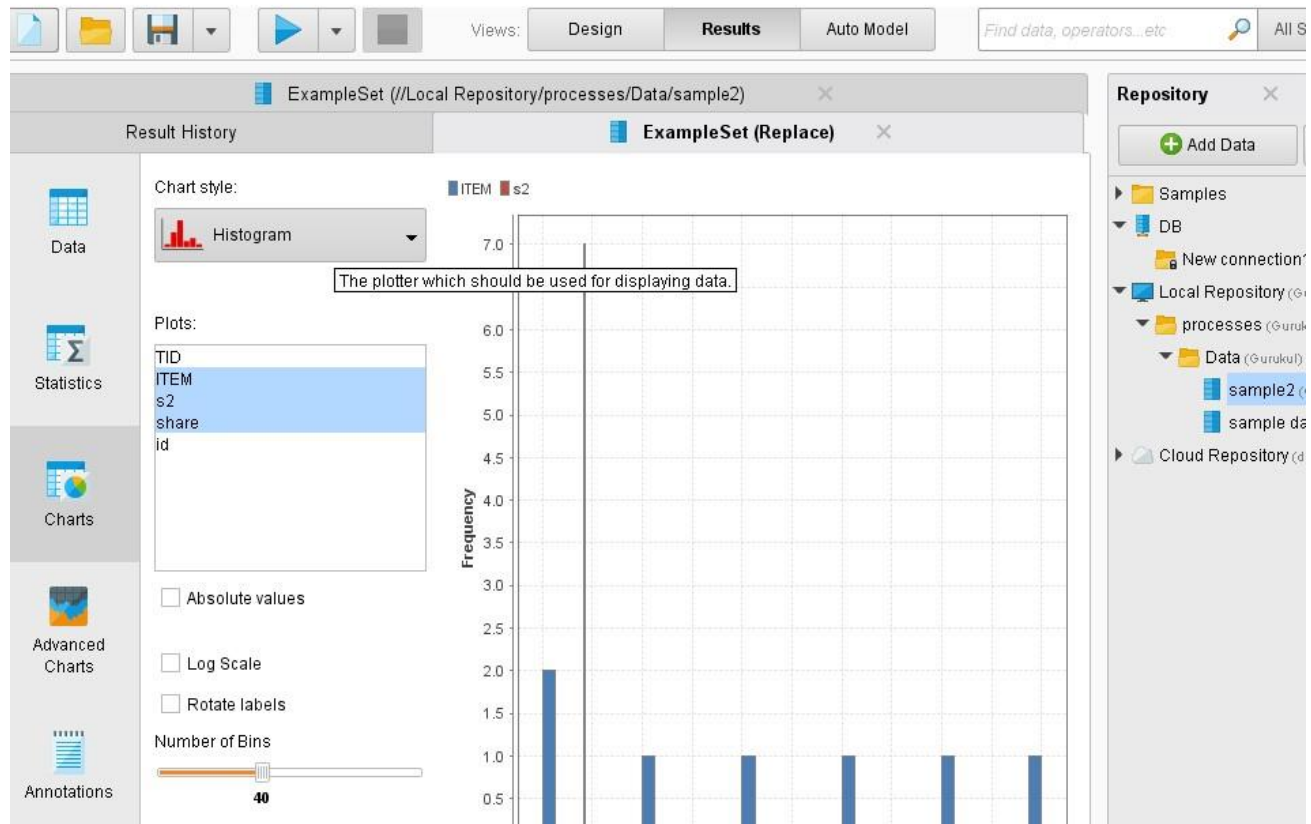 Views: Design Results Auto Model Find data, operators...etc All S
ExampleSet (//Local Repository/processes/Data/sample2)
Result History ExampleSet (Replace)
Data
Statistics
Charts
Advanced
Charts
Annotations
Chart style:
Histogram
The plotter which should be used for displaying data.
Plots:
TID
ITEM
s2
share
id
Absolute values
Log Scale
Rotate labels
Number of Bins
40
ITEM s2
Frequency
7.0
6.0
5.5
5.0
4.5
4.0
3.5
3.0
2.5
2.0
1.5
1.0
0.5
Repository
Add Data
Samples
DB
New connection
Local Repository
processes (Guruk
Data (Gurukul)
sample2
sample da
Cloud Repository (d